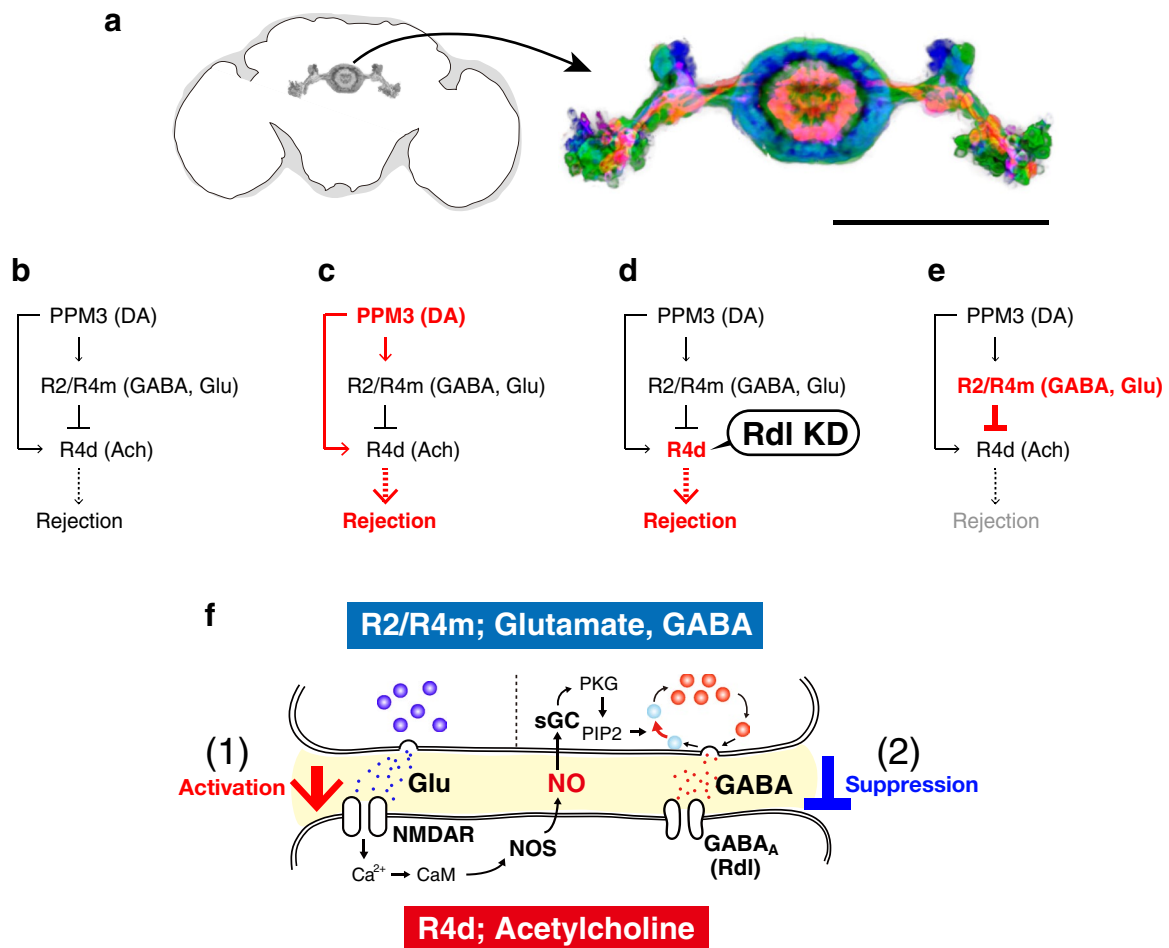 a
b
PPM3 (DA)
R2/R4m (GABA, Glu)
R4d (Ach)
Rejection
c
PPM3 (DA)
R2/R4m (GABA, Glu)
R4d (Ach)
Rejection
d
PPM3 (DA)
R2/R4m (GABA, Glu)
R4d
Rdl KD
Rejection
e
PPM3 (DA)
R2/R4m (GABA, Glu)
R4d (Ach)
Rejection
f
R2/R4m; Glutamate, GABA
PKG
sGC
PIP2
(1)
Activation
Glu
NO
GABA
(2)
Suppression
NMDAR
NOS
GABAA
(Rdl)
Ca2+
CaM
R4d; Acetylcholine